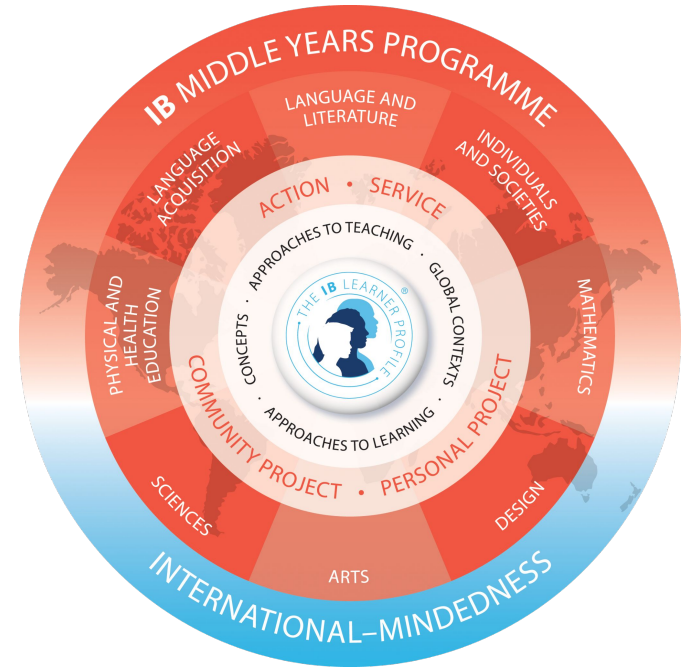 IB MIDDLE YEARS PROGRAMME
LANGUAGE AND
LITERATURE
INDIVIDUALS
AND SOCIETIES
MATHEMATICS
DESIGN
ARTS
SCIENCES
PHYSICAL AND
HEALTH
EDUCATION
LANGUAGE
ACQUISITION
ACTION • SERVICE
PERSONAL PROJECT
COMMUNITY PROJECT •
APPROACHES TO TEACHING ·
GLOBAL CONTEXTS ·
APPROACHES TO LEARNING ·
CONCEPTS ·
THE IB LEARNER PROFILE ®
INTERNATIONAL–MINDEDNESS